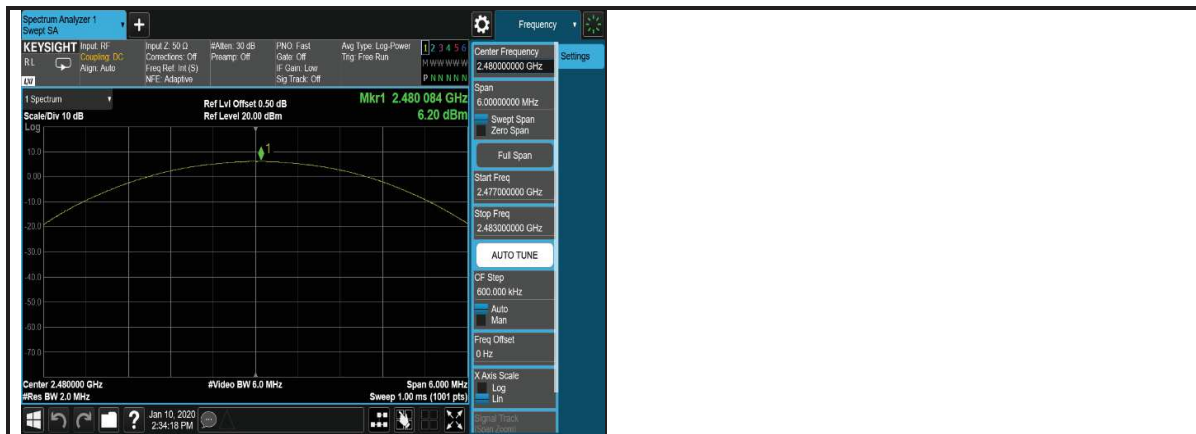 Spectrum Analyzer 1
Swept SA
+
Frequency
KEYSIGHT
RL
LXI
Input: RF
Coupling: DC
Align: Auto
Input Z: 50 Ω
Corrections: Off
Freq Ref: Int (S)
NFE: Adaptive
#Atten: 30 dB
Preamp: Off
PNO: Fast
Gate: Off
IF Gain: Low
Sig Track: Off
Avg Type: Log-Power
Trig: Free Run
1 2 3 4 5 6
M W W W W W
P N N N N N
1 Spectrum
Scale/Div 10 dB
Log
Ref Lvl Offset 0.50 dB
Ref Level 20.00 dBm
Mkr1 2.480 084 GHz
6.20 dBm
1
10.0
0.00
-10.0
-20.0
-30.0
-40.0
-50.0
-60.0
-70.0
Center 2.480000 GHz
#Res BW 2.0 MHz
#Video BW 6.0 MHz
Span 6.000 MHz
Sweep 1.00 ms (1001 pts)
?
Jan 10, 2020
2:34:18 PM
Center Frequency
2.480000000 GHz
Span
6.00000000 MHz
Swept Span
Zero Span
Full Span
Start Freq
2.477000000 GHz
Stop Freq
2.483000000 GHz
AUTO TUNE
CF Step
600.000 kHz
Auto
Man
Freq Offset
0 Hz
X Axis Scale
Log
Lin
Signal Track
(Span Zoom)
Settings